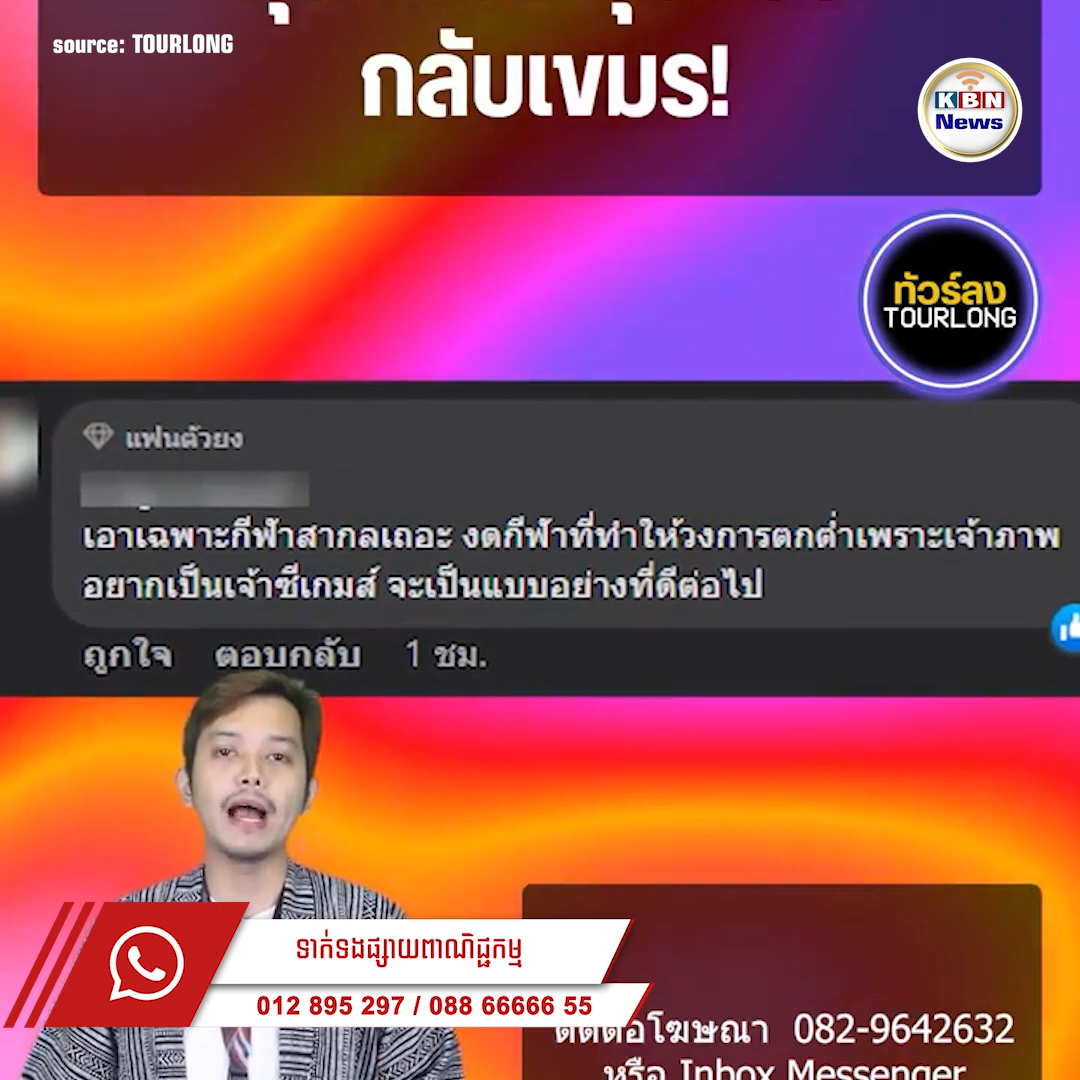 source: TOURLONG
กลับเขมร!
KBN
News
ทัวร์ลง
TOURLONG
แฟนตัวยง
เอาเฉพาะกีฬาสากลเถอะ งดกีฬาที่ทำให้วงการตกต่ำเพราะเจ้าภาพ
อยากเป็นเจ้าซีเกมส์ จะเป็นแบบอย่างที่ดีต่อไป
ถูกใจ ตอบกลับ 1 ชม.
ទាក់ទងផ្សាយពាណិជ្ជកម្ម
012 895 297 / 088 66666 55
ติดต่อโฆษณา 082-9642632
หรือ Inbox Messenger